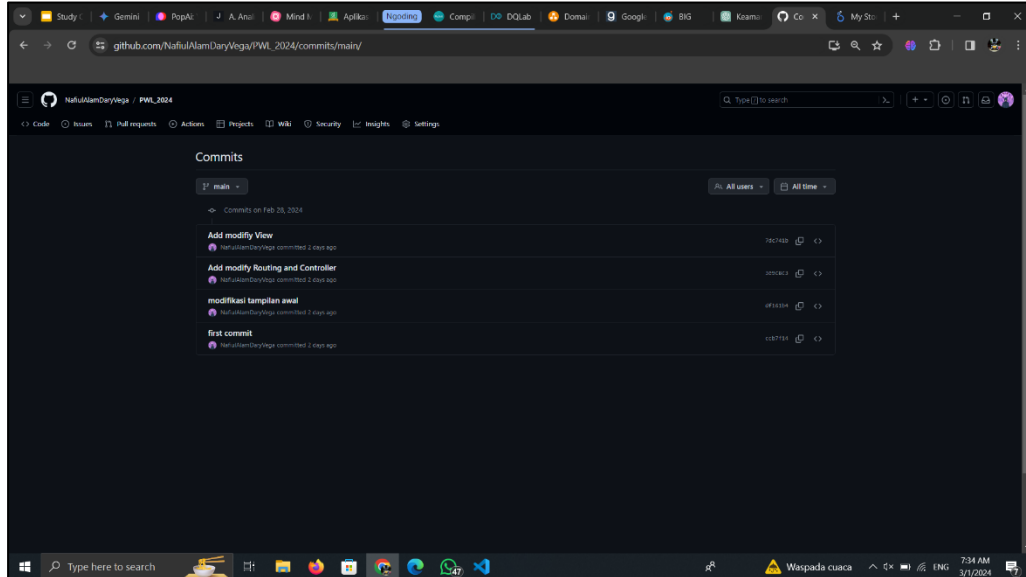 Study (
Gemini
PopAi
A. Anal
Mind M
Aplikas
Ngoding
Compil
DQLab
Domai
Google
BIG
Keama
Co
My Sto
github.com/NafiulAlamDaryVega/PWL_2024/commits/main/
NafiulAlamDaryVega / PWL_2024
Type / to search
<> Code Issues Pull requests Actions Projects Wiki Security Insights Settings
Commits
main
All users
All time
Commits on Feb 28, 2024
Add modifiy View
NafiulAlamDaryVega committed 2 days ago
7dc741b
Add modify Routing and Controller
NafiulAlamDaryVega committed 2 days ago
modifikasi tampilan awal
NafiulAlamDaryVega committed 2 days ago
first commit
NafiulAlamDaryVega committed 2 days ago
Type here to search
47
Waspada cuaca
ENG
7:34 AM
3/1/2024